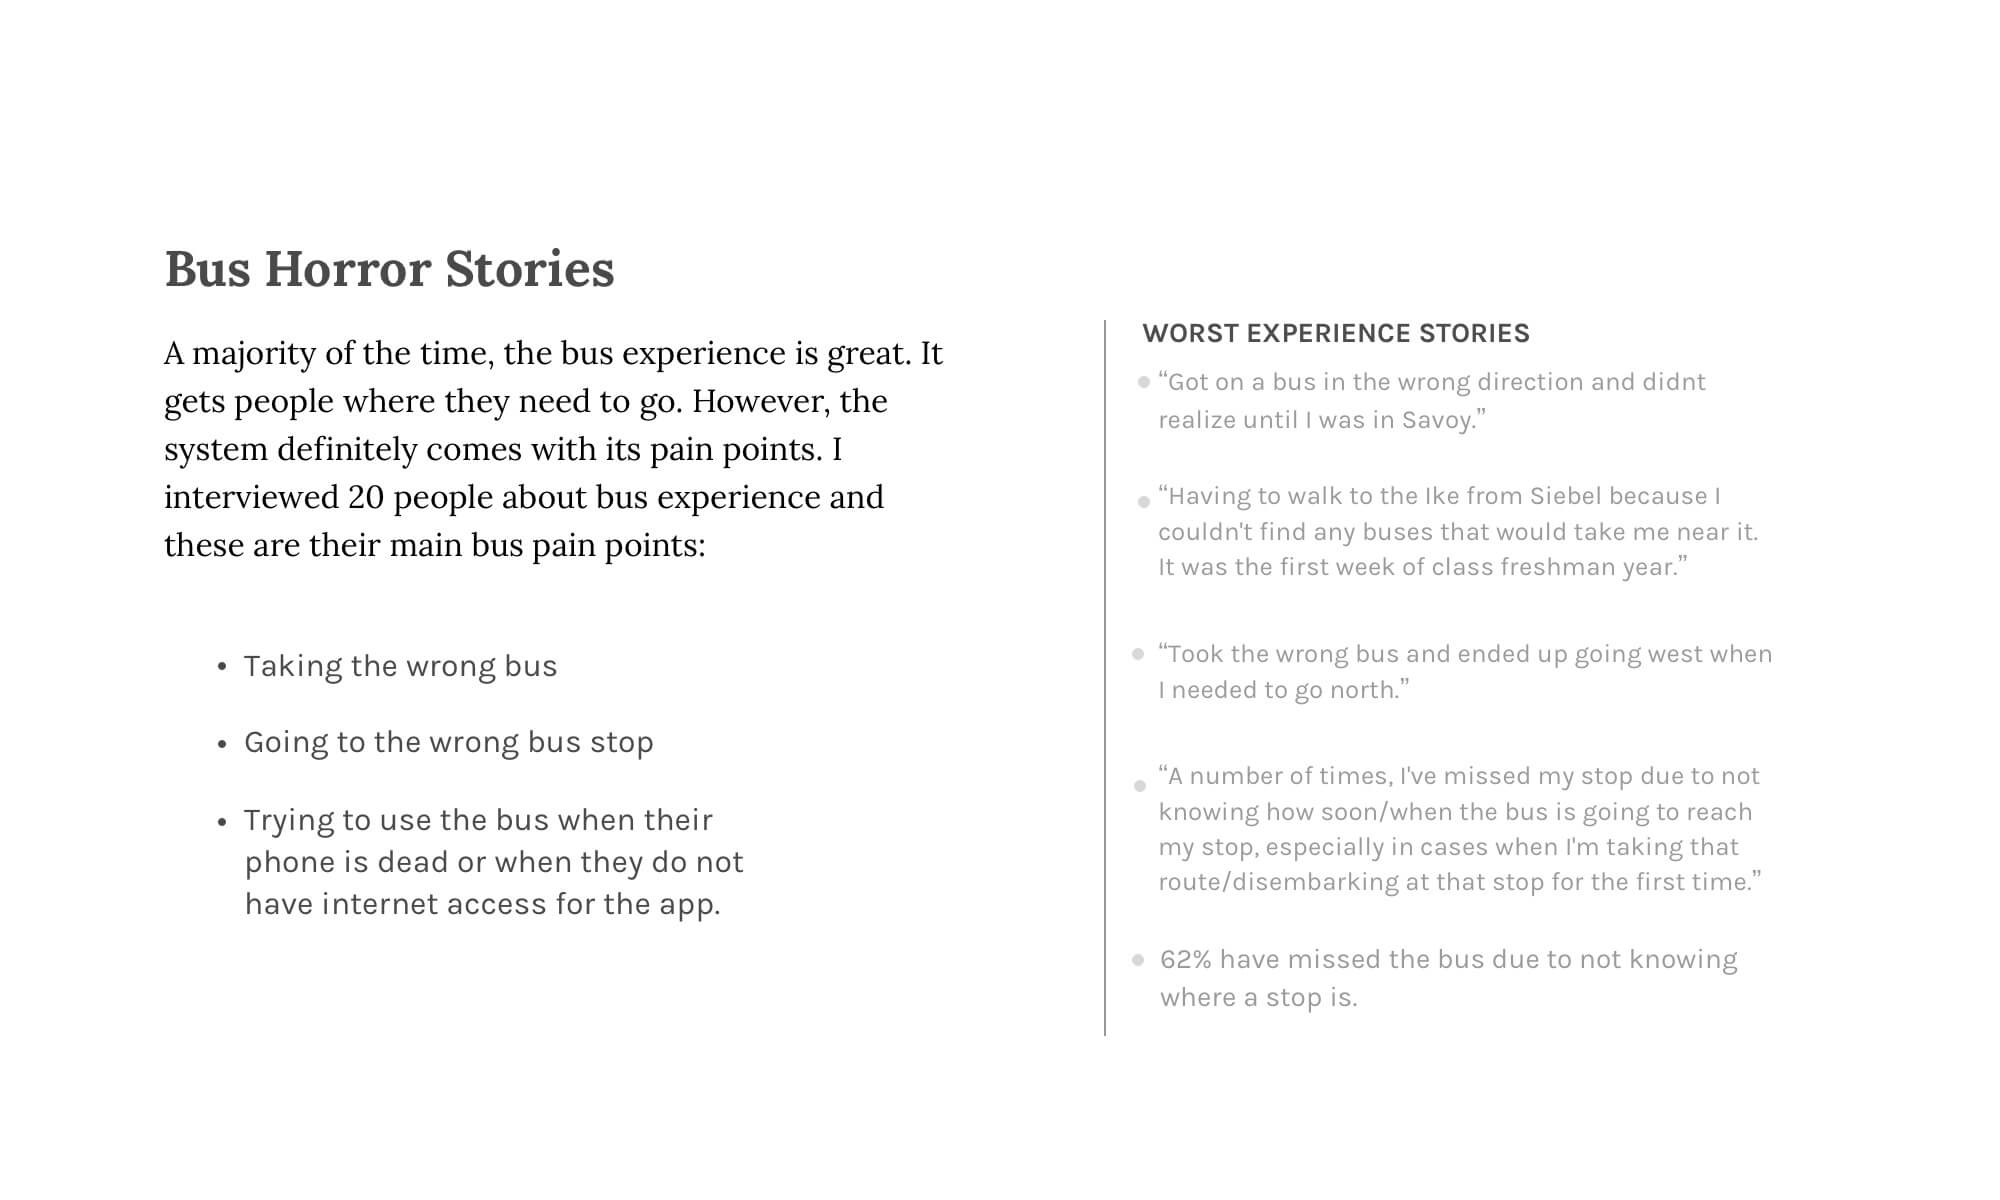 Bus Horror Stories
A majority of the time, the bus experience is great. It
gets people where they need to go. However, the
system definitely comes with its pain points. I
interviewed 20 people about bus experience and
these are their main bus pain points:
• Taking the wrong bus
• Going to the wrong bus stop
• Trying to use the bus when their
phone is dead or when they do not
have internet access for the app.
WORST EXPERIENCE STORIES
• “Got on a bus in the wrong direction and didnt
realize until I was in Savoy.”
• “Having to walk to the Ike from Siebel because I
couldn't find any buses that would take me near it.
It was the first week of class freshman year.”
• “Took the wrong bus and ended up going west when
I needed to go north.”
• “A number of times, I've missed my stop due to not
knowing how soon/when the bus is going to reach
my stop, especially in cases when I'm taking that
route/disembarking at that stop for the first time.”
• 62% have missed the bus due to not knowing
where a stop is.